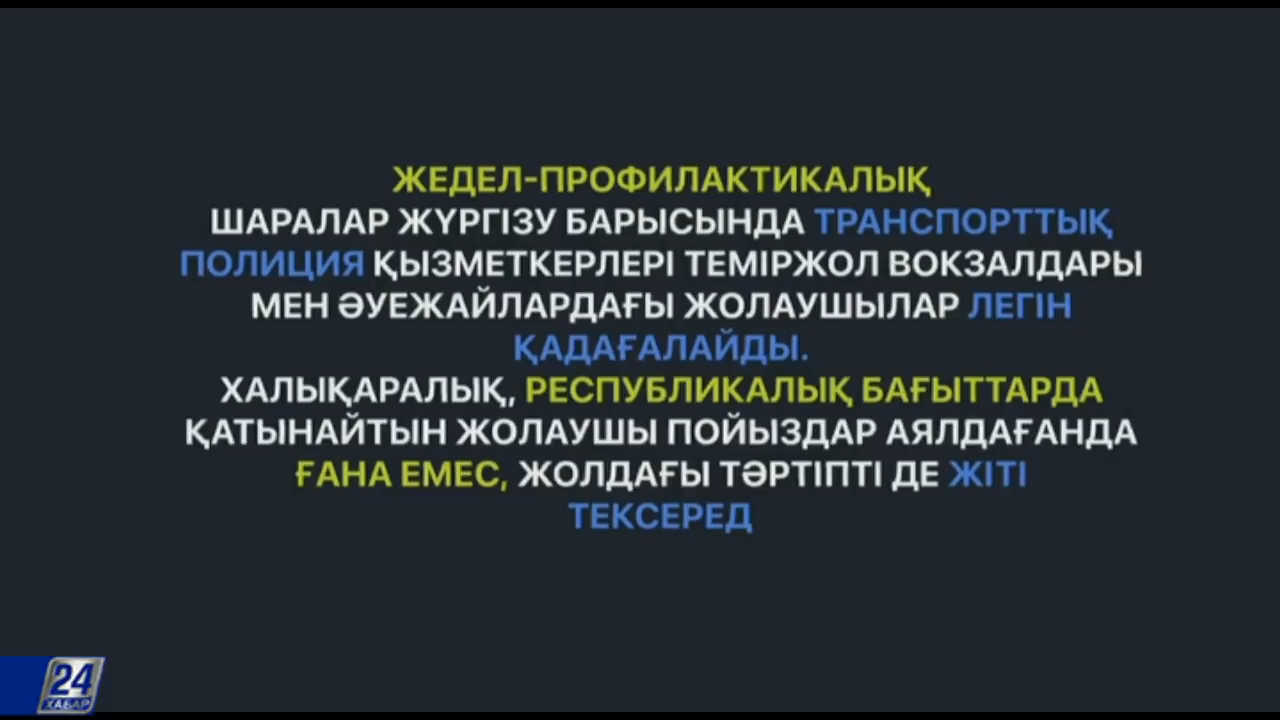 ЖЕДЕЛ-ПРОФИЛАКТИКАЛЫҚ
ШАРАЛАР ЖҮРГІЗУ БАРЫСЫНДА ТРАНСПОРТТЫҚ
ПОЛИЦИЯ ҚЫЗМЕТКЕРЛЕРІ ТЕМІРЖОЛ ВОКЗАЛДАРЫ
МЕН ӘУЕЖАЙЛАРДАҒЫ ЖОЛАУШЫЛАР ЛЕГІН
ҚАДАҒАЛАЙДЫ.
ХАЛЫҚАРАЛЫҚ, РЕСПУБЛИКАЛЫҚ БАҒЫТТАРДА
ҚАТЫНАЙТЫН ЖОЛАУШЫ ПОЙЫЗДАР АЯЛДАҒАНДА
ҒАНА ЕМЕС, ЖОЛДАҒЫ ТӘРТІПТІ ДЕ ЖІТІ
ТЕКСЕРЕД
24
ХАБАР